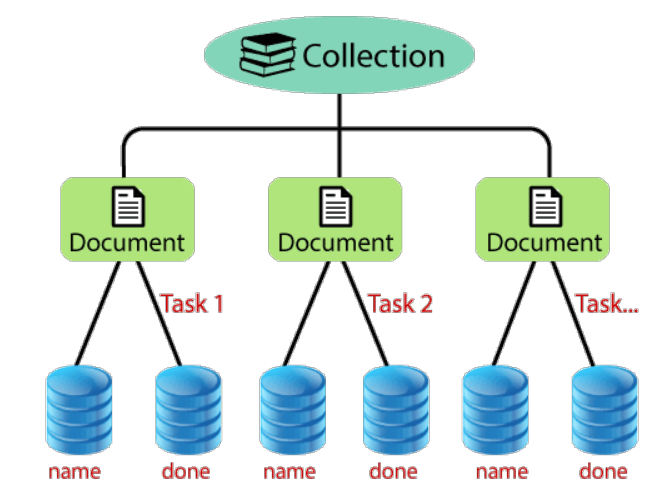 Collection
Document
Document
Document
Task 1
Task 2
Task...
name
done
name
done
name
done